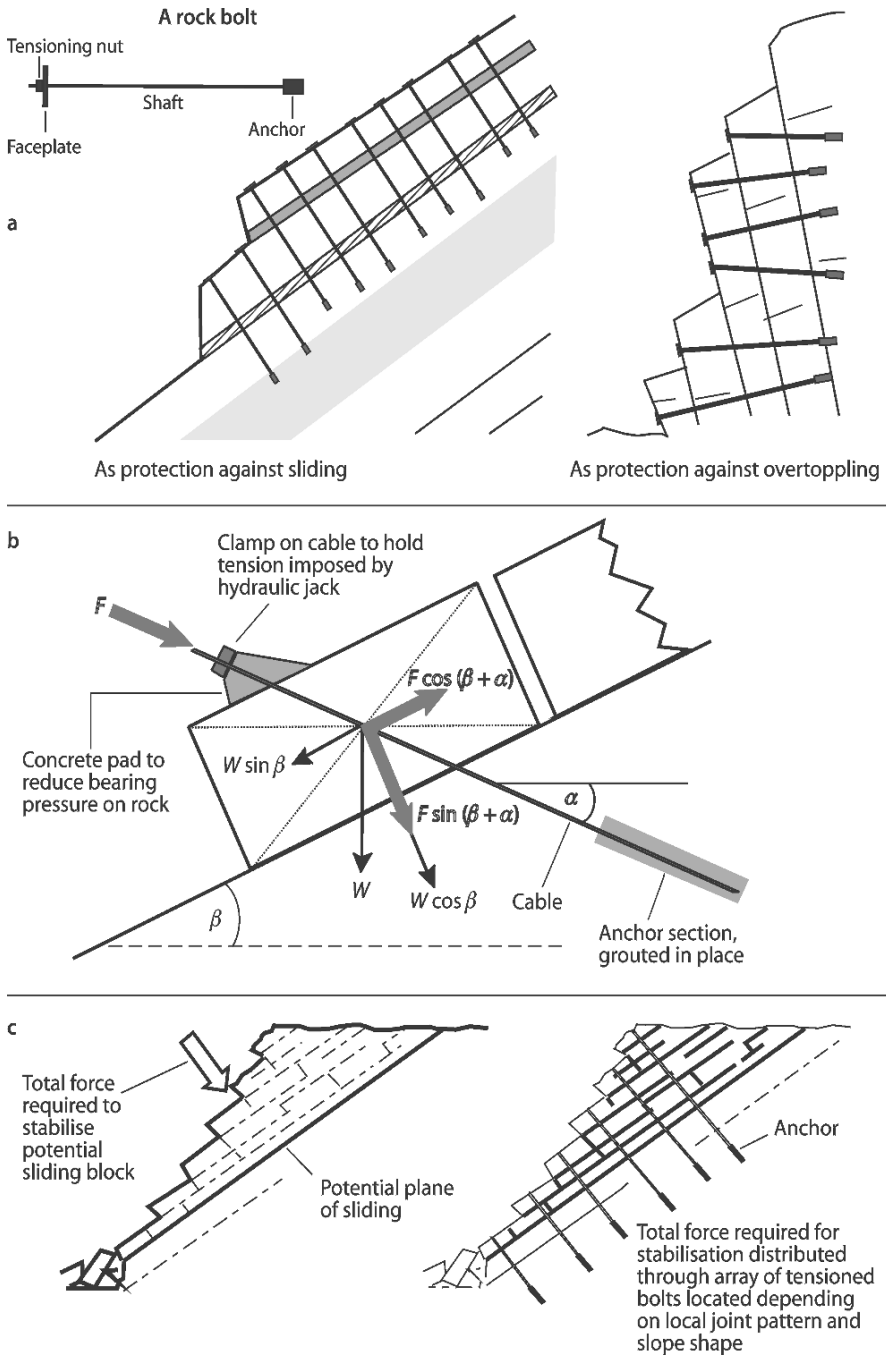 A rock bolt
Tensioning nut
Shaft
Anchor
Faceplate
a
As protection against sliding
As protection against overtoppling
b
Clamp on cable to hold
tension imposed by
hydraulic jack
F
F cos (β + α)
Concrete pad to
reduce bearing
pressure on rock
W sin β
α
F sin (β + α)
W
W cos β
Cable
β
Anchor section,
grouted in place
c
Total force
required to
stabilise
potential
sliding block
Potential plane
of sliding
Anchor
Total force required for
stabilisation distributed
through array of tensioned
bolts located depending
on local joint pattern and
slope shape